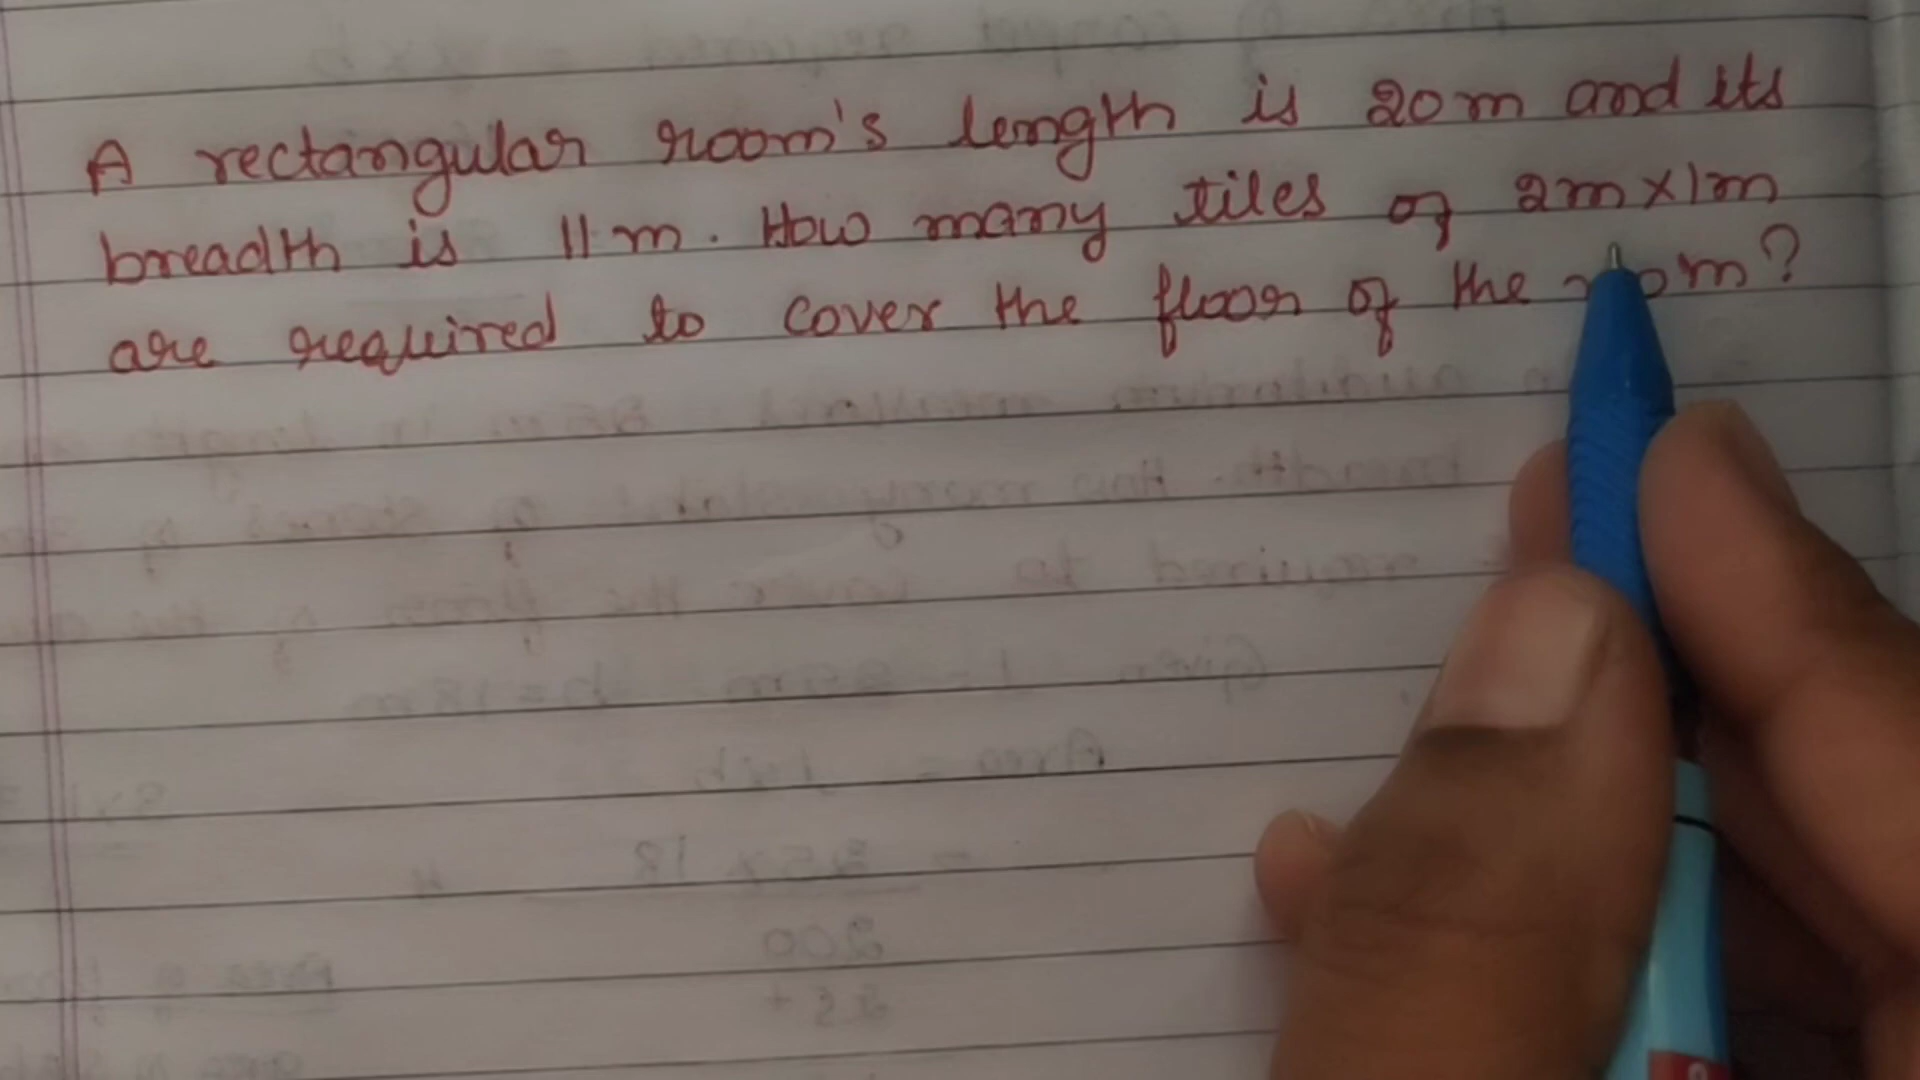 A rectangular room's length is 20m and its
breadth is 11m. How many tiles of 2m×1m
are required to cover the floor of the room?